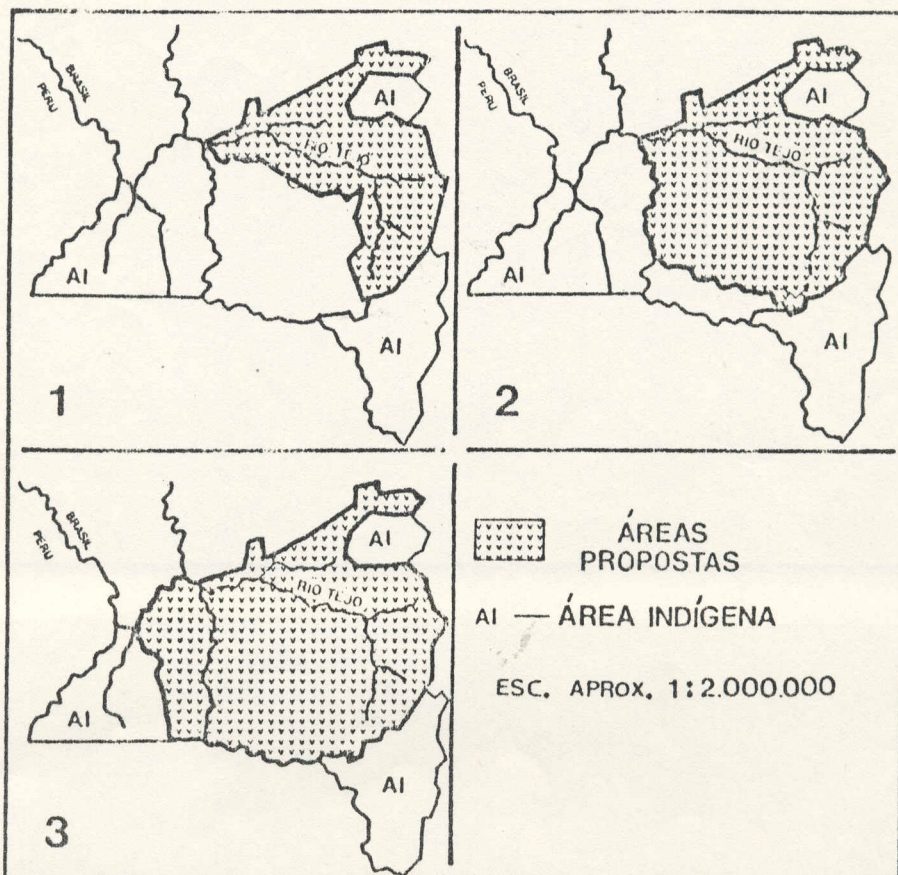 BRASIL
PERU
AI
RIO TEJO
AI
AI
1
BRASIL
PERU
AI
RIO TEJO
AI
AI
2
BRASIL
PERU
AI
RIO TEJO
AI
AI
3
ÁREAS
PROPOSTAS
AI — ÁREA INDÍGENA
ESC. APROX. 1:2.000.000